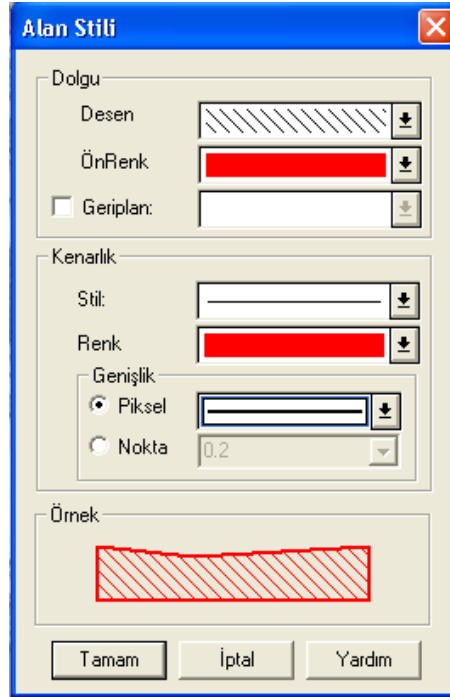 Alan Stili
Dolgu
Desen
ÖnRenk
Geriplan:
Kenarlık
Stil:
Renk
Genişlik
Piksel
Nokta 0.2
Örnek
Tamam İptal Yardım